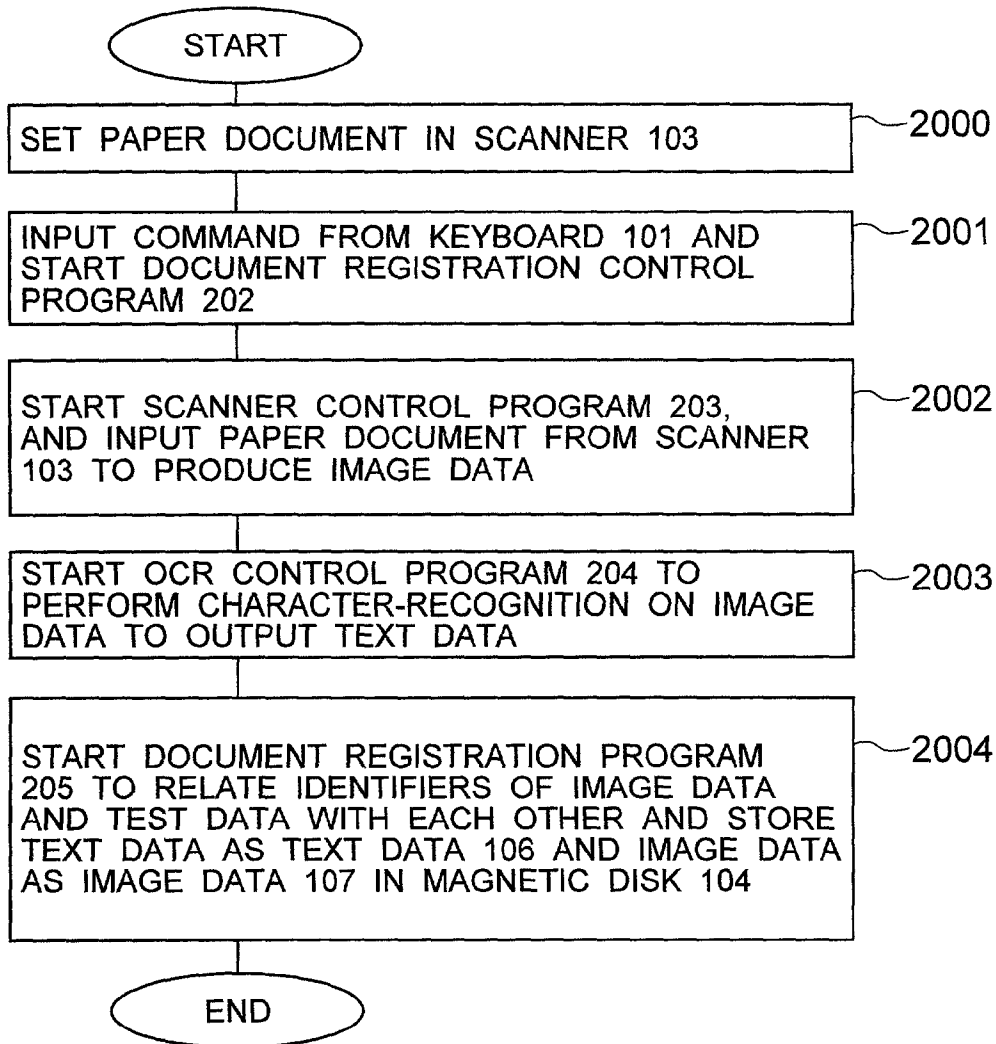 START
SET PAPER DOCUMENT IN SCANNER 103
2000
INPUT COMMAND FROM KEYBOARD 101 AND
START DOCUMENT REGISTRATION CONTROL
PROGRAM 202
2001
START SCANNER CONTROL PROGRAM 203,
AND INPUT PAPER DOCUMENT FROM SCANNER
103 TO PRODUCE IMAGE DATA
2002
START OCR CONTROL PROGRAM 204 TO
PERFORM CHARACTER-RECOGNITION ON IMAGE
DATA TO OUTPUT TEXT DATA
2003
START DOCUMENT REGISTRATION PROGRAM
205 TO RELATE IDENTIFIERS OF IMAGE DATA
AND TEST DATA WITH EACH OTHER AND STORE
TEXT DATA AS TEXT DATA 106 AND IMAGE DATA
AS IMAGE DATA 107 IN MAGNETIC DISK 104
2004
END